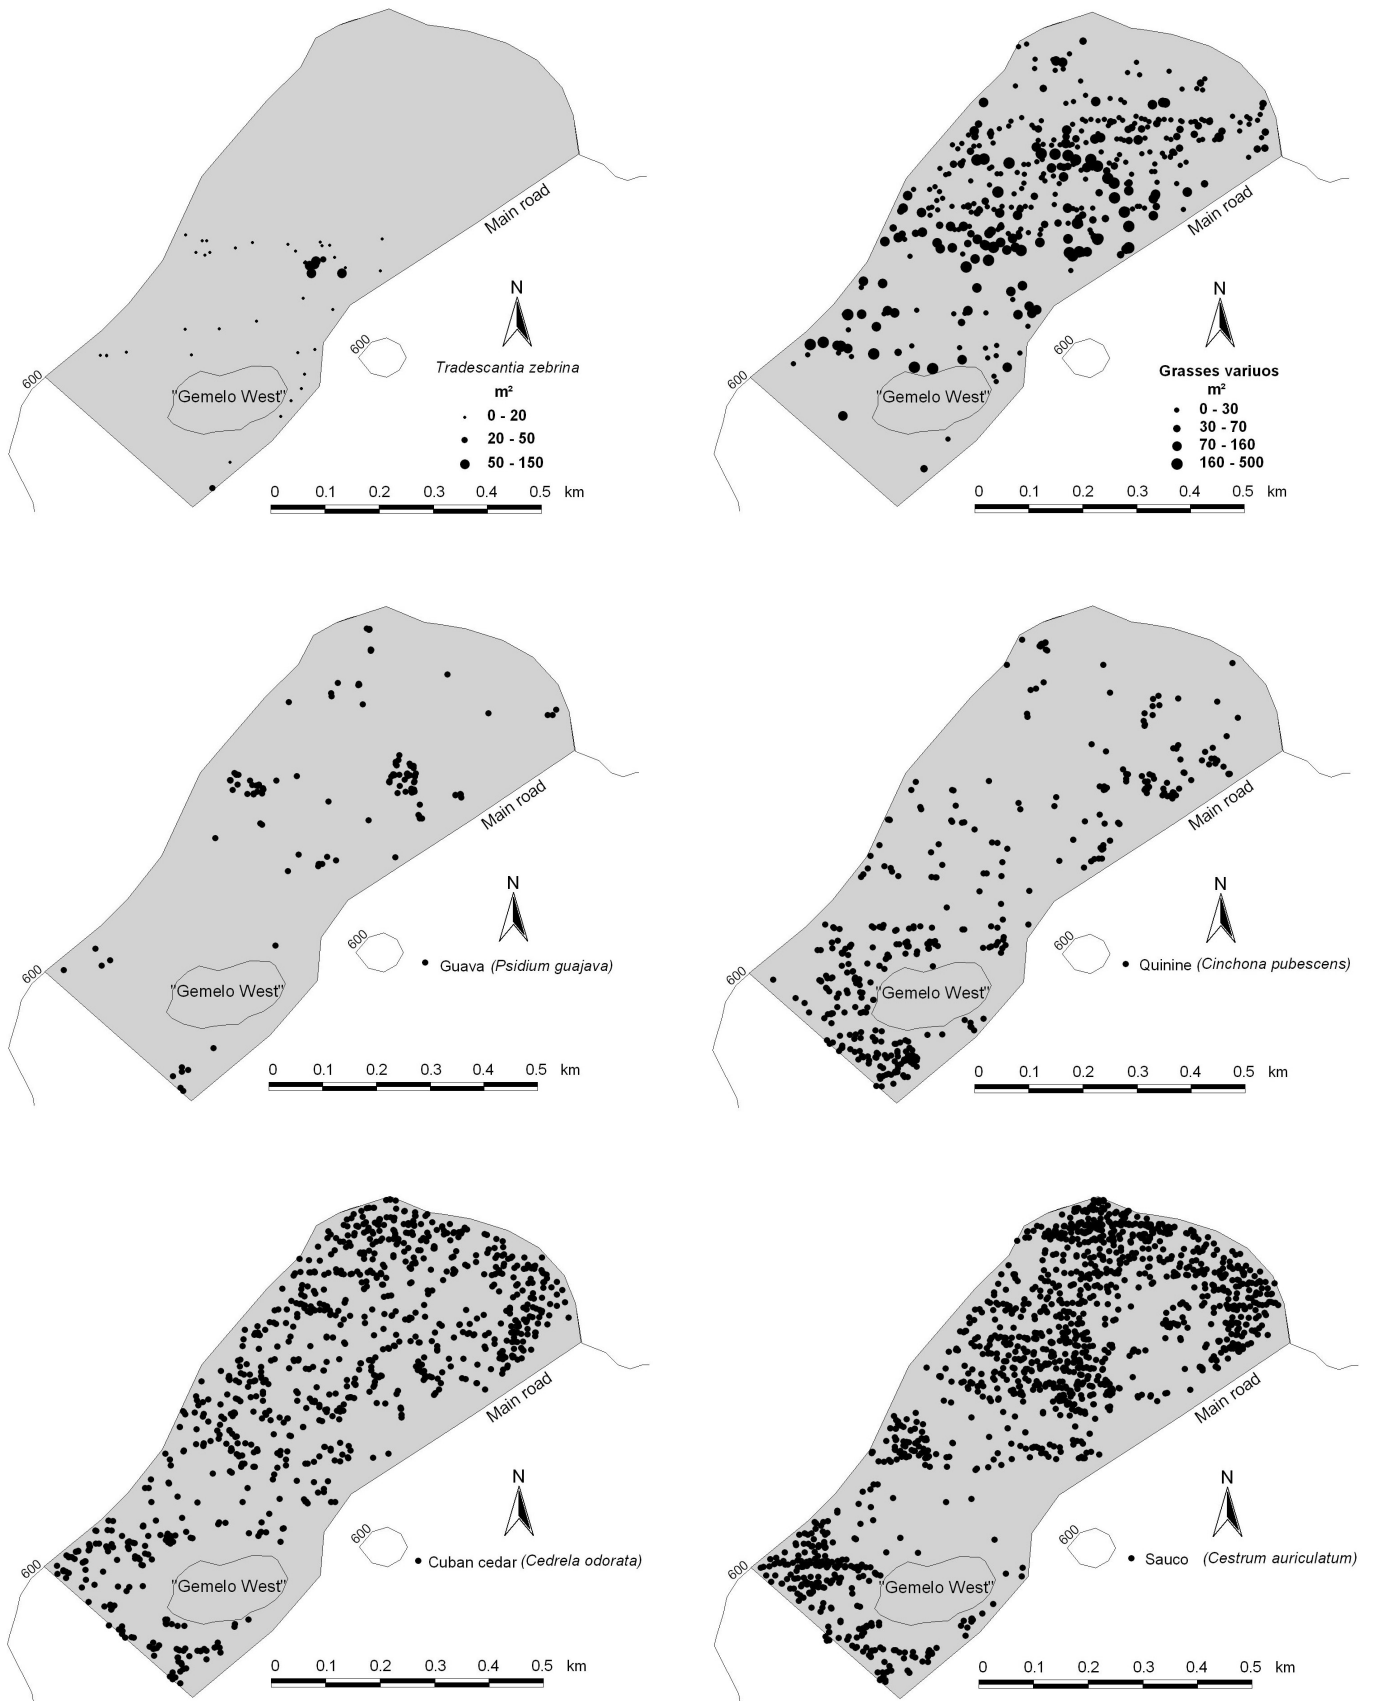 Main road
N
600
600
"Gemelo West"
Tradescantia zebrina
m²
0 - 20
20 - 50
50 - 150
0 0.1 0.2 0.3 0.4 0.5 km
Main road
N
600
600
"Gemelo West"
Grasses variuos
m²
0 - 30
30 - 70
70 - 160
160 - 500
0 0.1 0.2 0.3 0.4 0.5 km
Main road
N
600
600
"Gemelo West"
Guava (Psidium guajava)
0 0.1 0.2 0.3 0.4 0.5 km
Main road
N
600
600
"Gemelo West"
Quinine (Cinchona pubescens)
0 0.1 0.2 0.3 0.4 0.5 km
Main road
N
600
600
"Gemelo West"
Cuban cedar (Cedrela odorata)
0 0.1 0.2 0.3 0.4 0.5 km
Main road
N
600
600
"Gemelo West"
Sauco (Cestrum auriculatum)
0 0.1 0.2 0.3 0.4 0.5 km